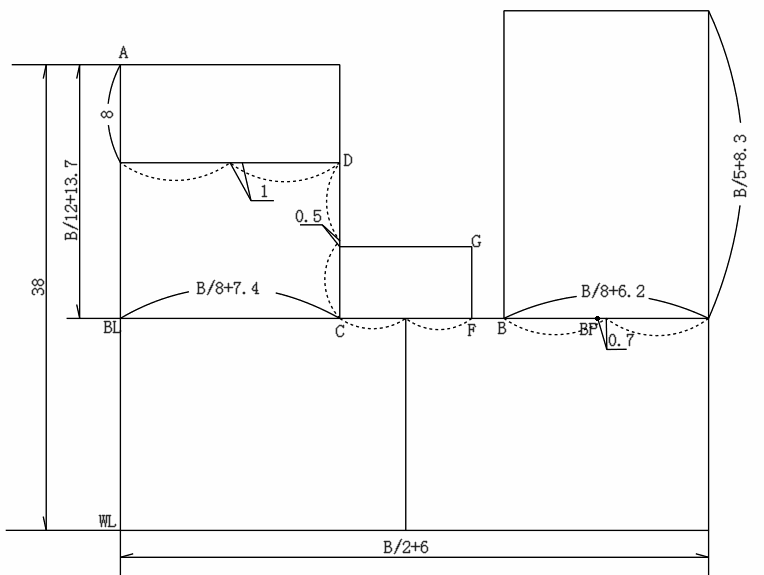 A
8
B/12+13.7
38
D
1
0.5
G
B/8+7.4
B/8+6.2
B/5+8.3
BL
C
F
B
BP
0.7
WL
B/2+6